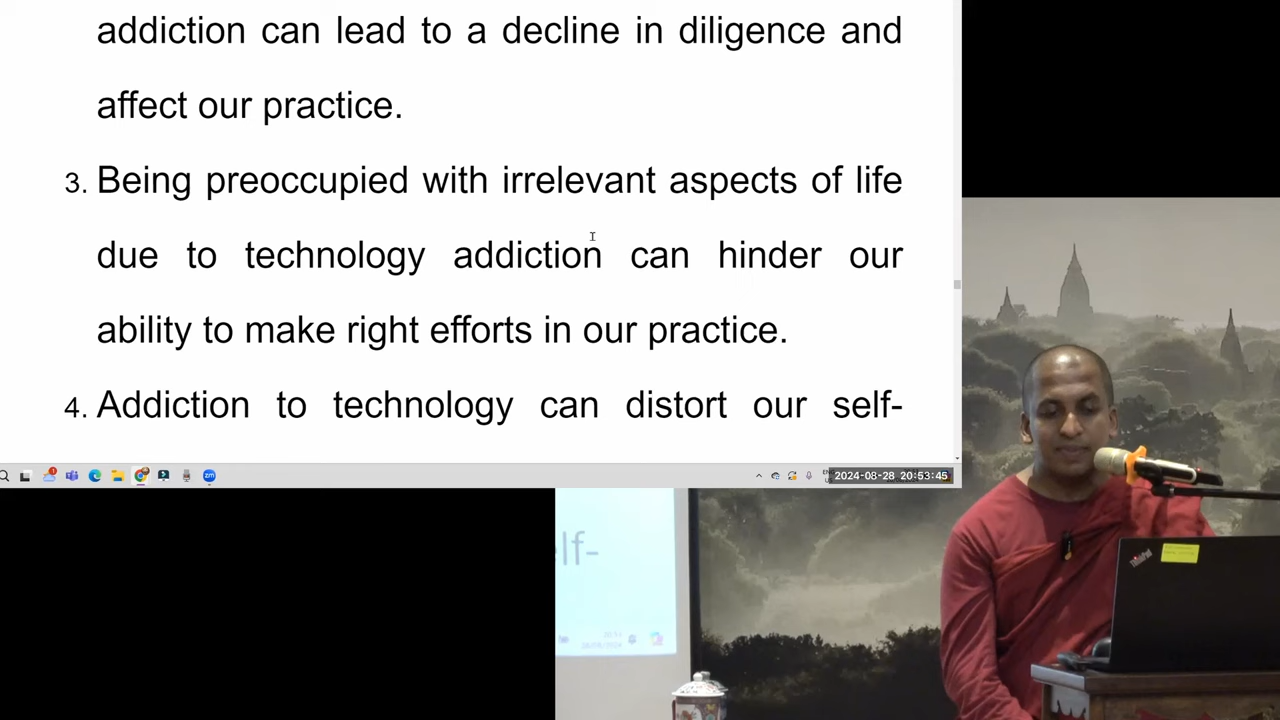 addiction can lead to a decline in diligence and
affect our practice.
3. Being preoccupied with irrelevant aspects of life
due to technology addiction can hinder our
ability to make right efforts in our practice.
4. Addiction to technology can distort our self-
2024-08-28 20:53:45
elf-
ThinkPad